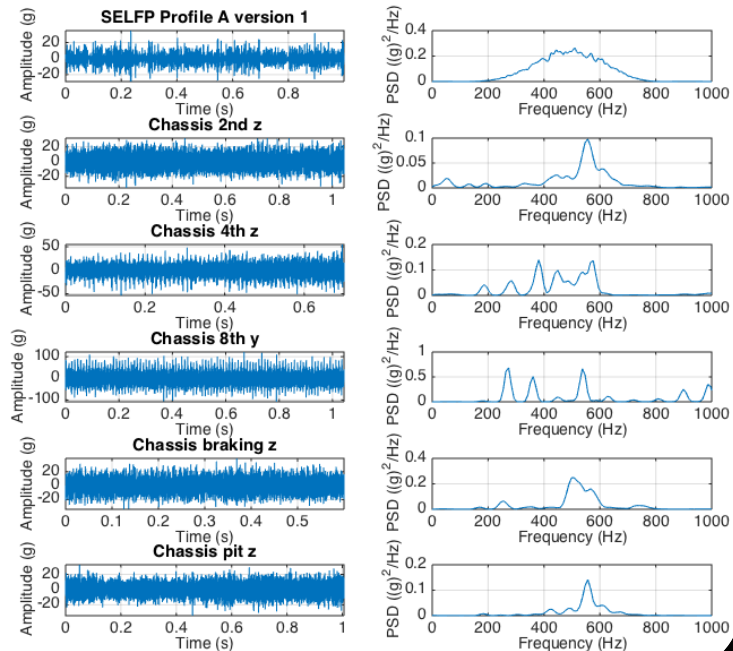 SELFP Profile A version 1
Amplitude (g)
20
0
-20
0 0.2 0.4 0.6 0.8
Time (s)
PSD ((g)²/Hz)
0.4
0.2
0
0 200 400 600 800 1000
Frequency (Hz)
Chassis 2nd z
Amplitude (g)
20
0
-20
0 0.2 0.4 0.6 0.8 1
Time (s)
PSD ((g)²/Hz)
0.1
0.05
0
0 200 400 600 800 1000
Frequency (Hz)
Chassis 4th z
Amplitude (g)
50
0
-50
0 0.2 0.4 0.6
Time (s)
PSD ((g)²/Hz)
0.2
0.1
0
0 200 400 600 800 1000
Frequency (Hz)
Chassis 8th y
Amplitude (g)
100
0
-100
0 0.2 0.4 0.6 0.8 1
Time (s)
PSD ((g)²/Hz)
1
0.5
0
0 200 400 600 800 1000
Frequency (Hz)
Chassis braking z
Amplitude (g)
20
0
-20
0 0.1 0.2 0.3 0.4 0.5
Time (s)
PSD ((g)²/Hz)
0.4
0.2
0
0 200 400 600 800 1000
Frequency (Hz)
Chassis pit z
Amplitude (g)
20
0
-20
0 0.2 0.4 0.6 0.8 1
Time (s)
PSD ((g)²/Hz)
0.2
0.1
0
0 200 400 600 800 1000
Frequency (Hz)